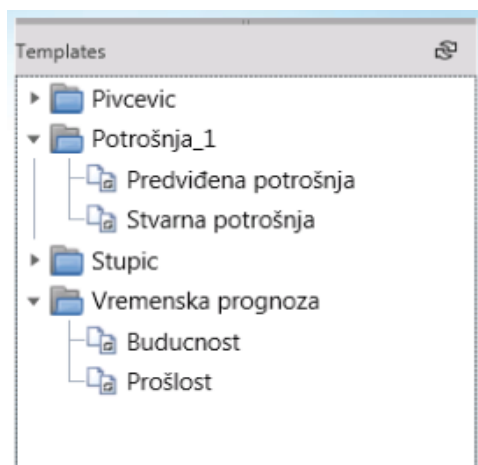 Templates
Pivcevic
Potrošnja_1
Predviđena potrošnja
Stvarna potrošnja
Stupic
Vremenska prognoza
Buducnost
Prošlost